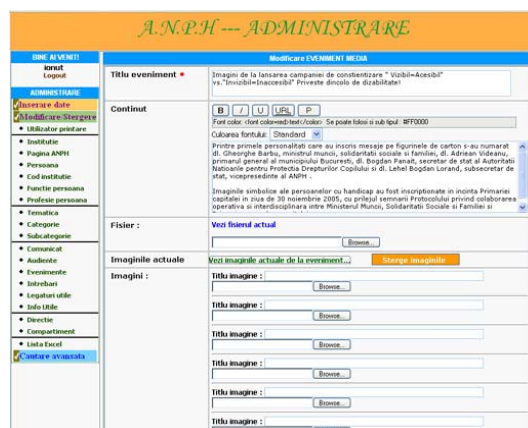 A.N.P.H --- ADMINISTRARE
BINE AI VENIT!
ionut
Logout
ADMINISTRARE
Inserare date
Modificare/Stergere
Utilizator printare
Institutie
Pagina ANPH
Persoana
Cod institutie
Functie persoana
Profesie persoana
Tematica
Categorie
Subcategorie
Comunicat
Audiente
Evenimente
Intrebari
Legaturi utile
Info Utile
Directie
Compartiment
Lista Excel
Cautare avansata
Modificare EVENIMENT MEDIA
Titlu eveniment
Imagini de la lansarea campaniei de constientizare " Vizibil=Acesibil"
vs."Invizibil=Inaccesibil" Priveste dincolo de dizabilitate!
Continut
B I U URL P
Font color: <font color=red>text</color> Se poate folosi si sub tipul: #FF0000
Culoarea fontului: Standard
Printre primele personalitati care au inscris mesaje pe figurinele de carton s-au numarat
dl. Gheorghe Barbu, ministrul muncii, solidaritatii sociale si familiei, dl. Adriean Videanu,
primarul general al municipiului Bucuresti, dl. Bogdan Panait, secretar de stat al Autoritatii
Natioanle pentru Protectia Drepturilor Copilului si dl. Lehel Bogdan Lorand, subsecretar de
stat, vicepresedinte al ANPH .
Imaginile simbolice ale persoanelor cu handicap au fost inscriptionate in incinta Primariei
capitalei in ziua de 30 noiembrie 2005, cu prilejul semnarii Protocolului privind colaborarea
operativa si interdisciplinara intre Ministerul Muncii, Solidaritatii Sociale si Familiei si
Fisier :
Vezi fisierul actual
Browse...
Imaginile actuale
Vezi imaginile actuale de la eveniment...
Sterge imaginile
Imagini :
Titlu imagine :
Browse...
Titlu imagine :
Browse...
Titlu imagine :
Browse...
Titlu imagine :
Browse...
Titlu imagine :
Browse...
Titlu imagine :
Browse...